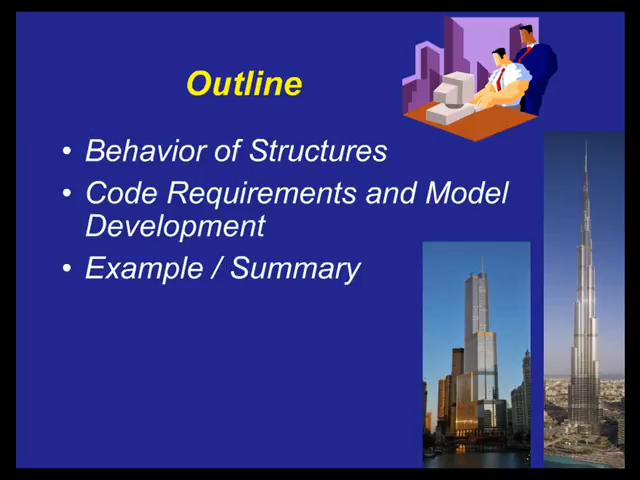 Outline
• Behavior of Structures
• Code Requirements and Model
Development
• Example / Summary